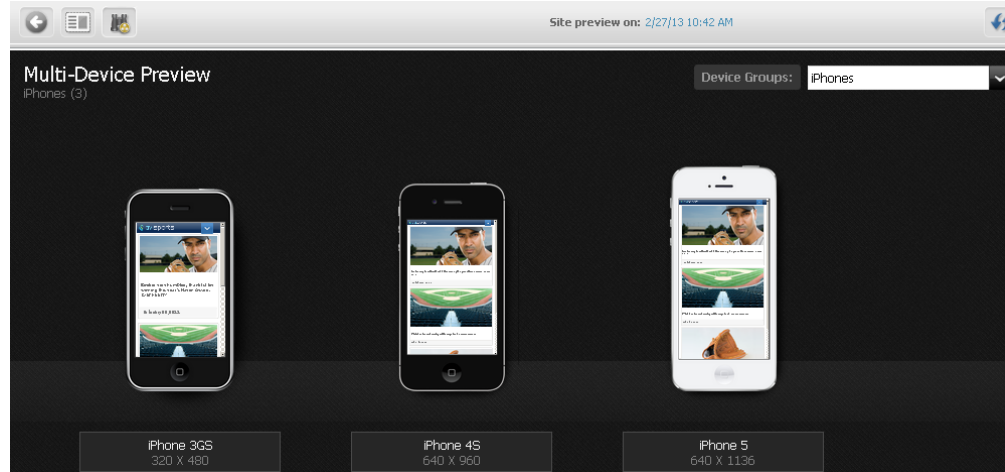 Site preview on: 2/27/13 10:42 AM
Multi-Device Preview
iPhones (3)
Device Groups: iPhones
avsports
iPhone 3GS
320 X 480
iPhone 4S
640 X 960
iPhone 5
640 X 1136